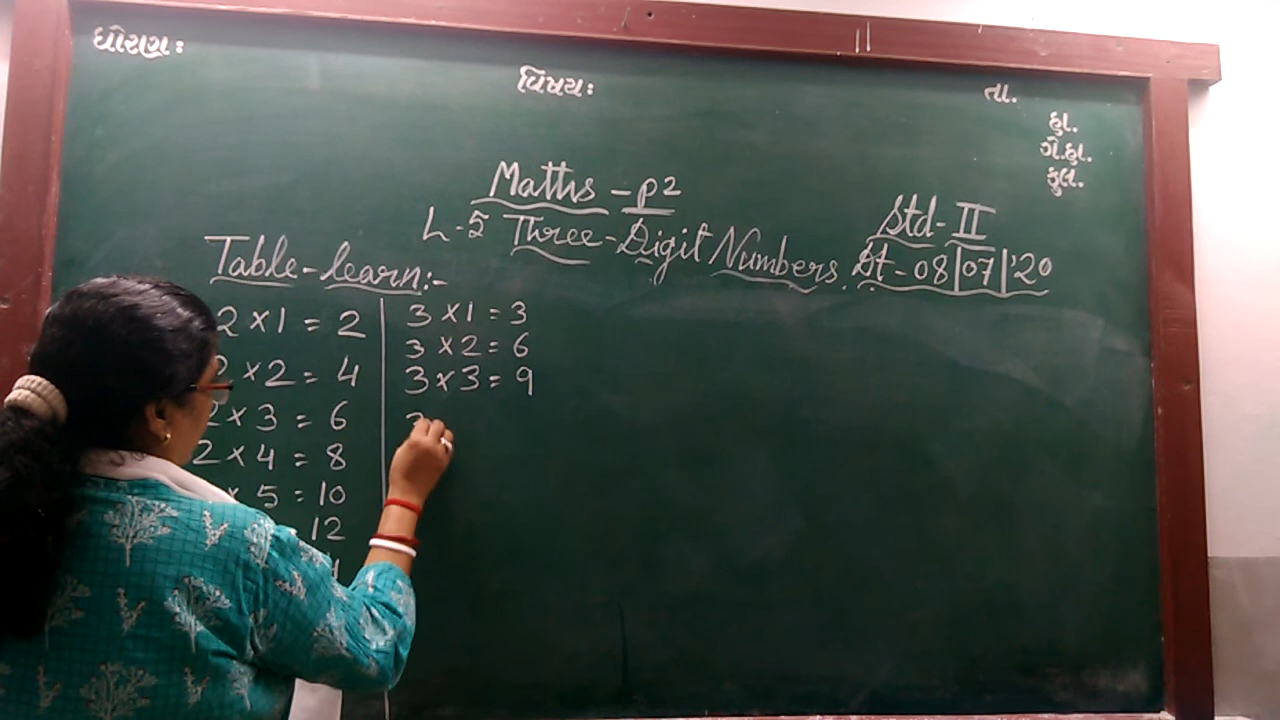 ધોરણ:
વિષય:
તા.
હા.
ગે.હા.
કુલ.
Maths - P2
L-2 Three-Digit Numbers
Std-II
Dt-08|07|'20
Table-learn:-
2 × 1 = 2
2 × 2 = 4
2 × 3 = 6
2 × 4 = 8
× 5 = 10
= 12
3 × 1 = 3
3 × 2 = 6
3 × 3 = 9
3